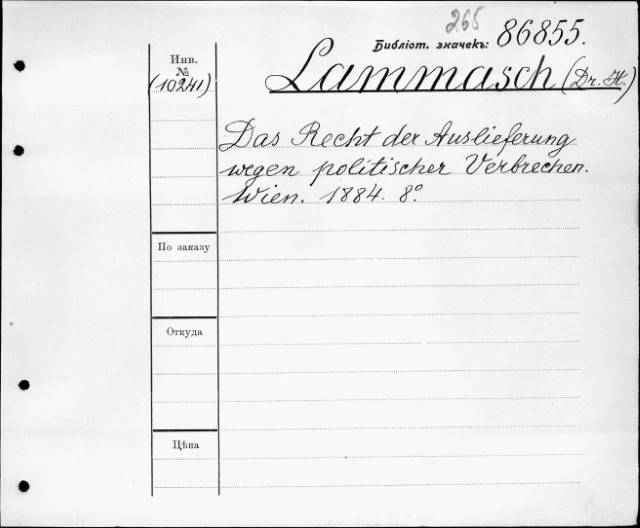 265
Библіот. значекъ: 86855.
Инв.
№
(10241)
Lammasch (Dr. H.)
Das Recht der Auslieferung
wegen politischer Verbrechen.
Wien. 1884. 8°.
По заказу
Откуда
Цѣна